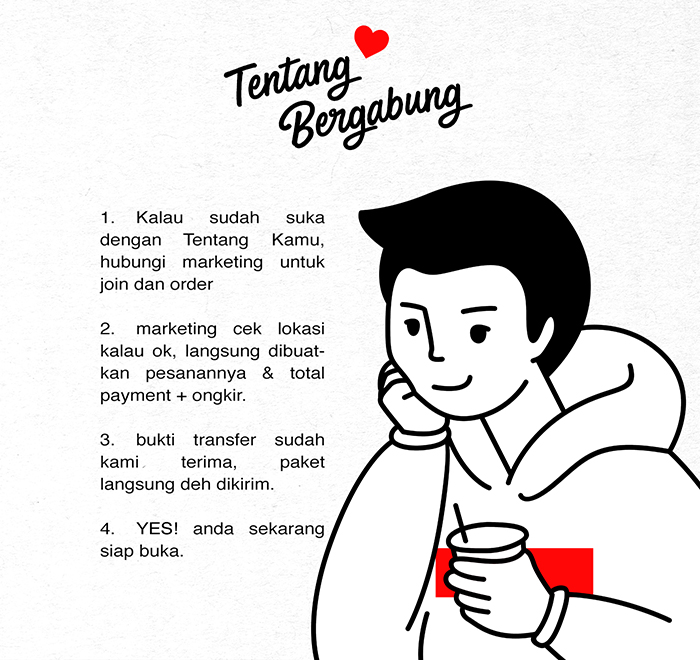 Tentang
Bergabung
1. Kalau sudah suka
dengan Tentang Kamu,
hubungi marketing untuk
join dan order
2. marketing cek lokasi
kalau ok, langsung dibuat-
kan pesanannya & total
payment + ongkir.
3. bukti transfer sudah
kami terima, paket
langsung deh dikirim.
4. YES! anda sekarang
siap buka.